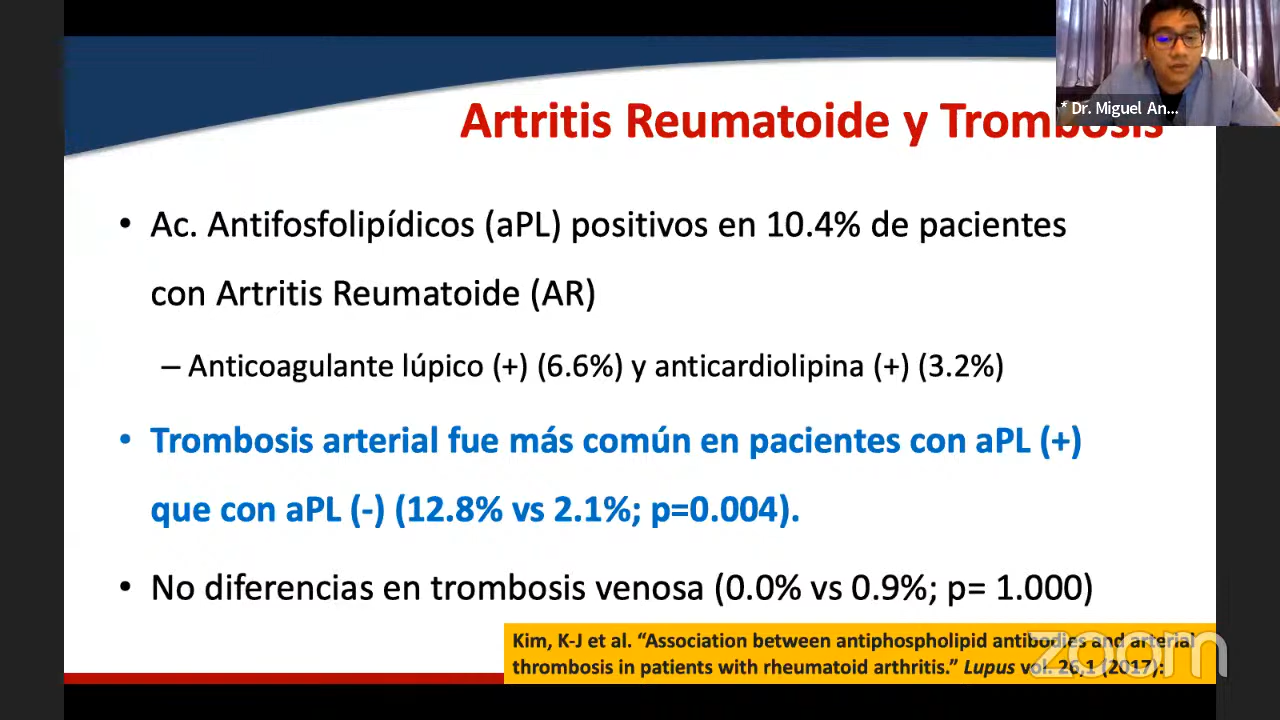 Artritis Reumatoide y Trombosis
* Dr. Miguel An...
• Ac. Antifosfolipídicos (aPL) positivos en 10.4% de pacientes
con Artritis Reumatoide (AR)
– Anticoagulante lúpico (+) (6.6%) y anticardiolipina (+) (3.2%)
• Trombosis arterial fue más común en pacientes con aPL (+)
que con aPL (-) (12.8% vs 2.1%; p=0.004).
• No diferencias en trombosis venosa (0.0% vs 0.9%; p= 1.000)
Kim, K-J et al. “Association between antiphospholipid antibodies and arterial
thrombosis in patients with rheumatoid arthritis.” Lupus vol. 26,1 (2017):
zoom